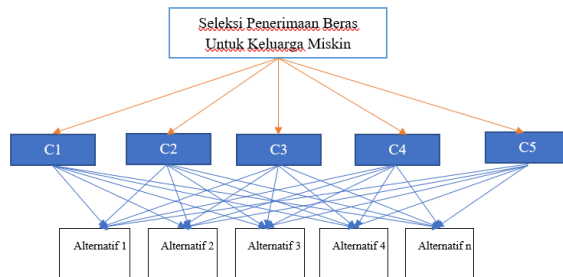 Seleksi Penerimaan Beras
Untuk Keluarga Miskin
C1
C2
C3
C4
C5
Alternatif 1
Alternatif 2
Alternatif 3
Alternatif 4
Alternatif n